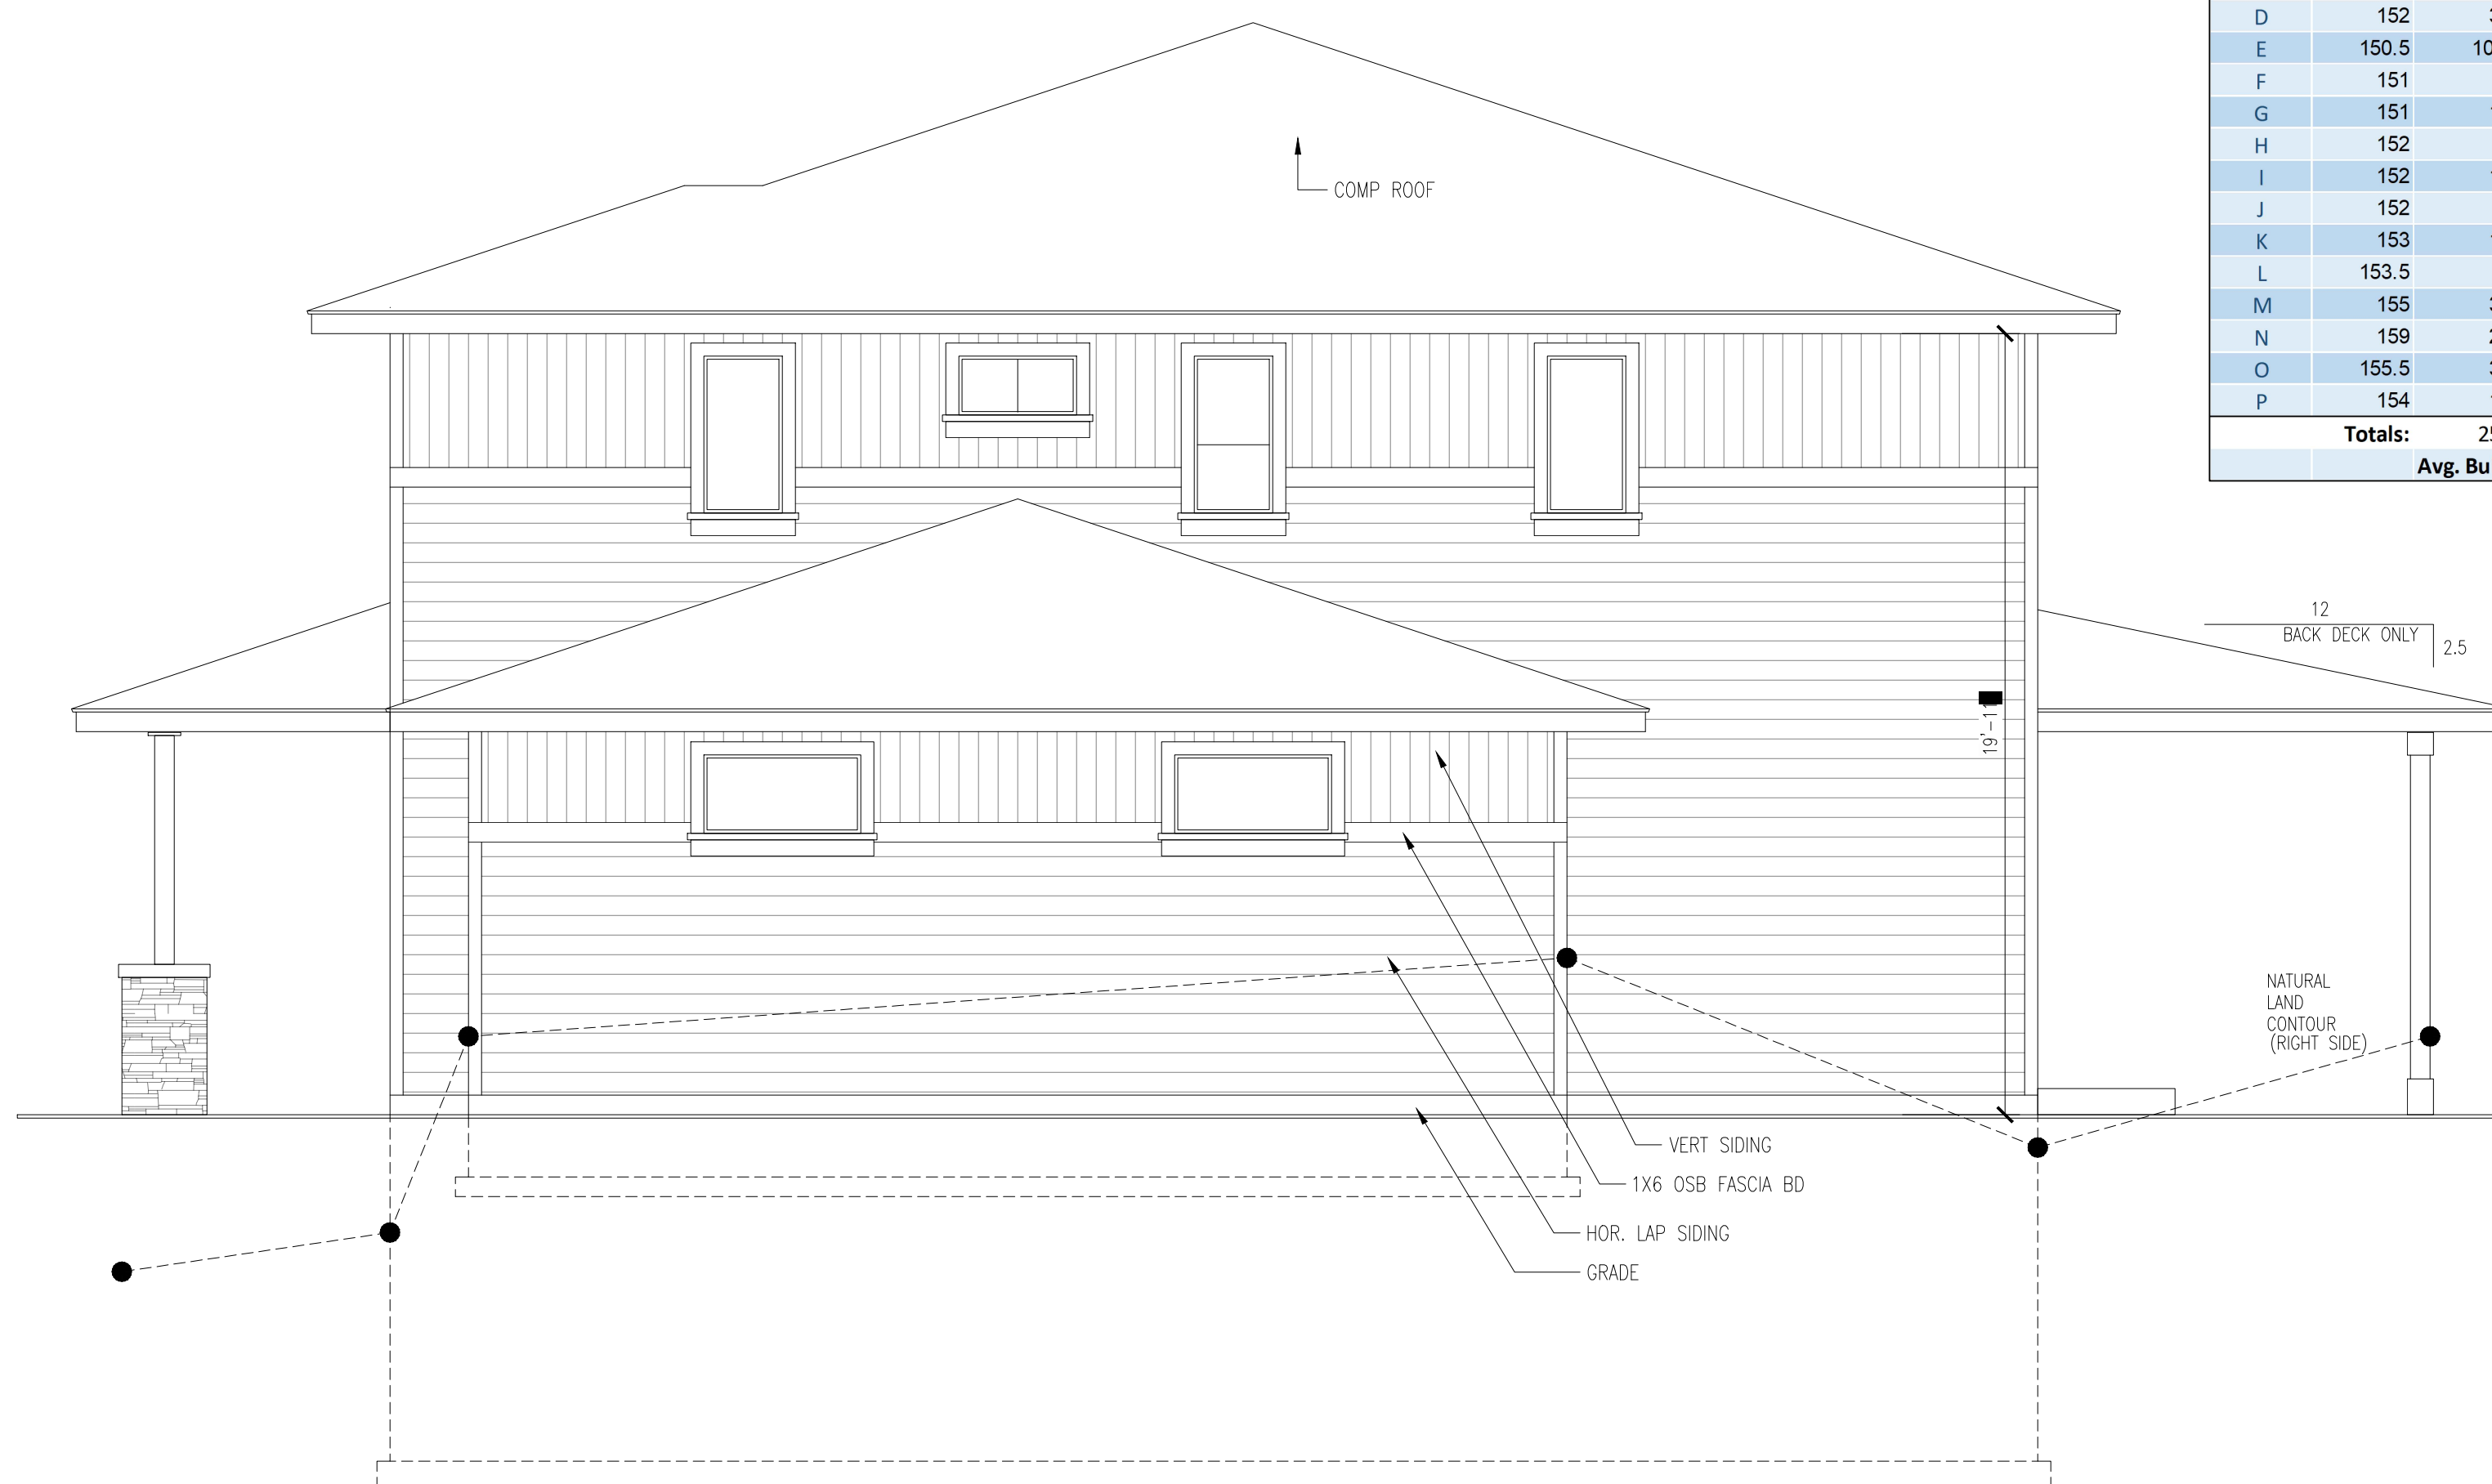 D 152
E 150.5
F 151
G 151
H 152
I 152
J 152
K 153
L 153.5
M 155
N 159
O 155.5
P 154
Totals:
Avg.
COMP ROOF
12
BACK DECK ONLY
2.5
NATURAL
LAND
CONTOUR
(RIGHT SIDE)
VERT SIDING
1X6 OSB FASCIA BD
HOR. LAP SIDING
GRADE